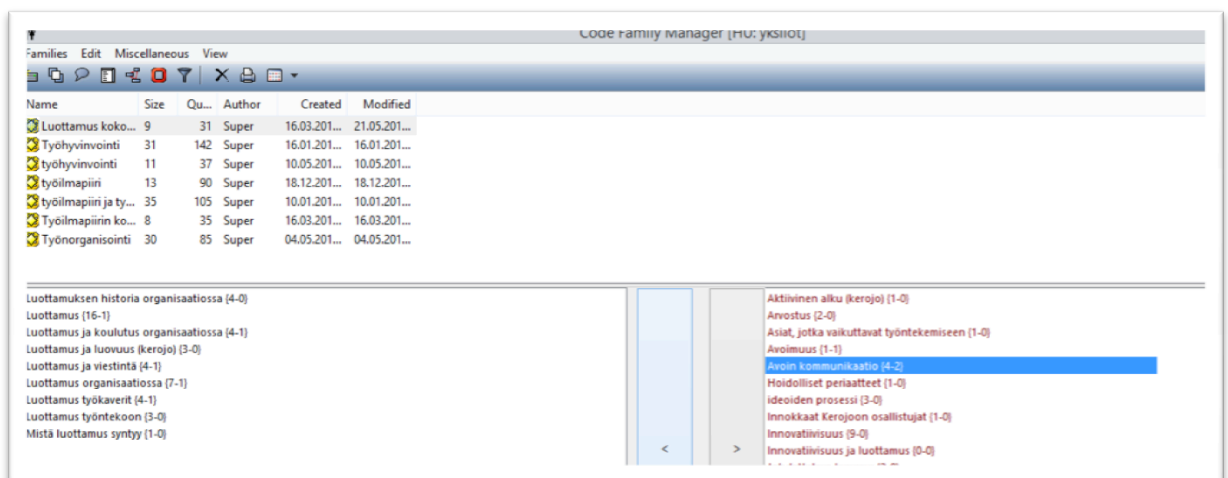 Code Family Manager [HU: yksilöt]
Families Edit Miscellaneous View
Name Size Qu... Author Created Modified
Luottamus koko... 9 31 Super 16.03.201... 21.05.201...
Työhyvinvointi 31 142 Super 16.01.201... 16.01.201...
työhyvinvointi 11 37 Super 10.05.201... 10.05.201...
työilmapiiri 13 90 Super 18.12.201... 18.12.201...
työilmapiiri ja ty... 35 105 Super 10.01.201... 10.01.201...
Työilmapiirin ko... 8 35 Super 16.03.201... 16.03.201...
Työnorganisointi 30 85 Super 04.05.201... 04.05.201...
Luottamuksen historia organisaatiossa {4-0}
Luottamus {16-1}
Luottamus ja koulutus organisaatiossa {4-1}
Luottamus ja luovuus (kerojo) {3-0}
Luottamus ja viestintä {4-1}
Luottamus organisaatiossa {7-1}
Luottamus työkaverit {4-1}
Luottamus työntekoon {3-0}
Mistä luottamus syntyy {1-0}
< >
Aktiivinen alku (kerojo) {1-0}
Arvostus {2-0}
Asiat, jotka vaikuttavat työntekemiseen {1-0}
Avoimuus {1-1}
Avoin kommunikaatio {4-2}
Hoidolliset periaatteet {1-0}
ideoiden prosessi {3-0}
Innokkaat Kerojoon osallistujat {1-0}
Innovatiivisuus {9-0}
Innovatiivisuus ja luottamus {0-0}